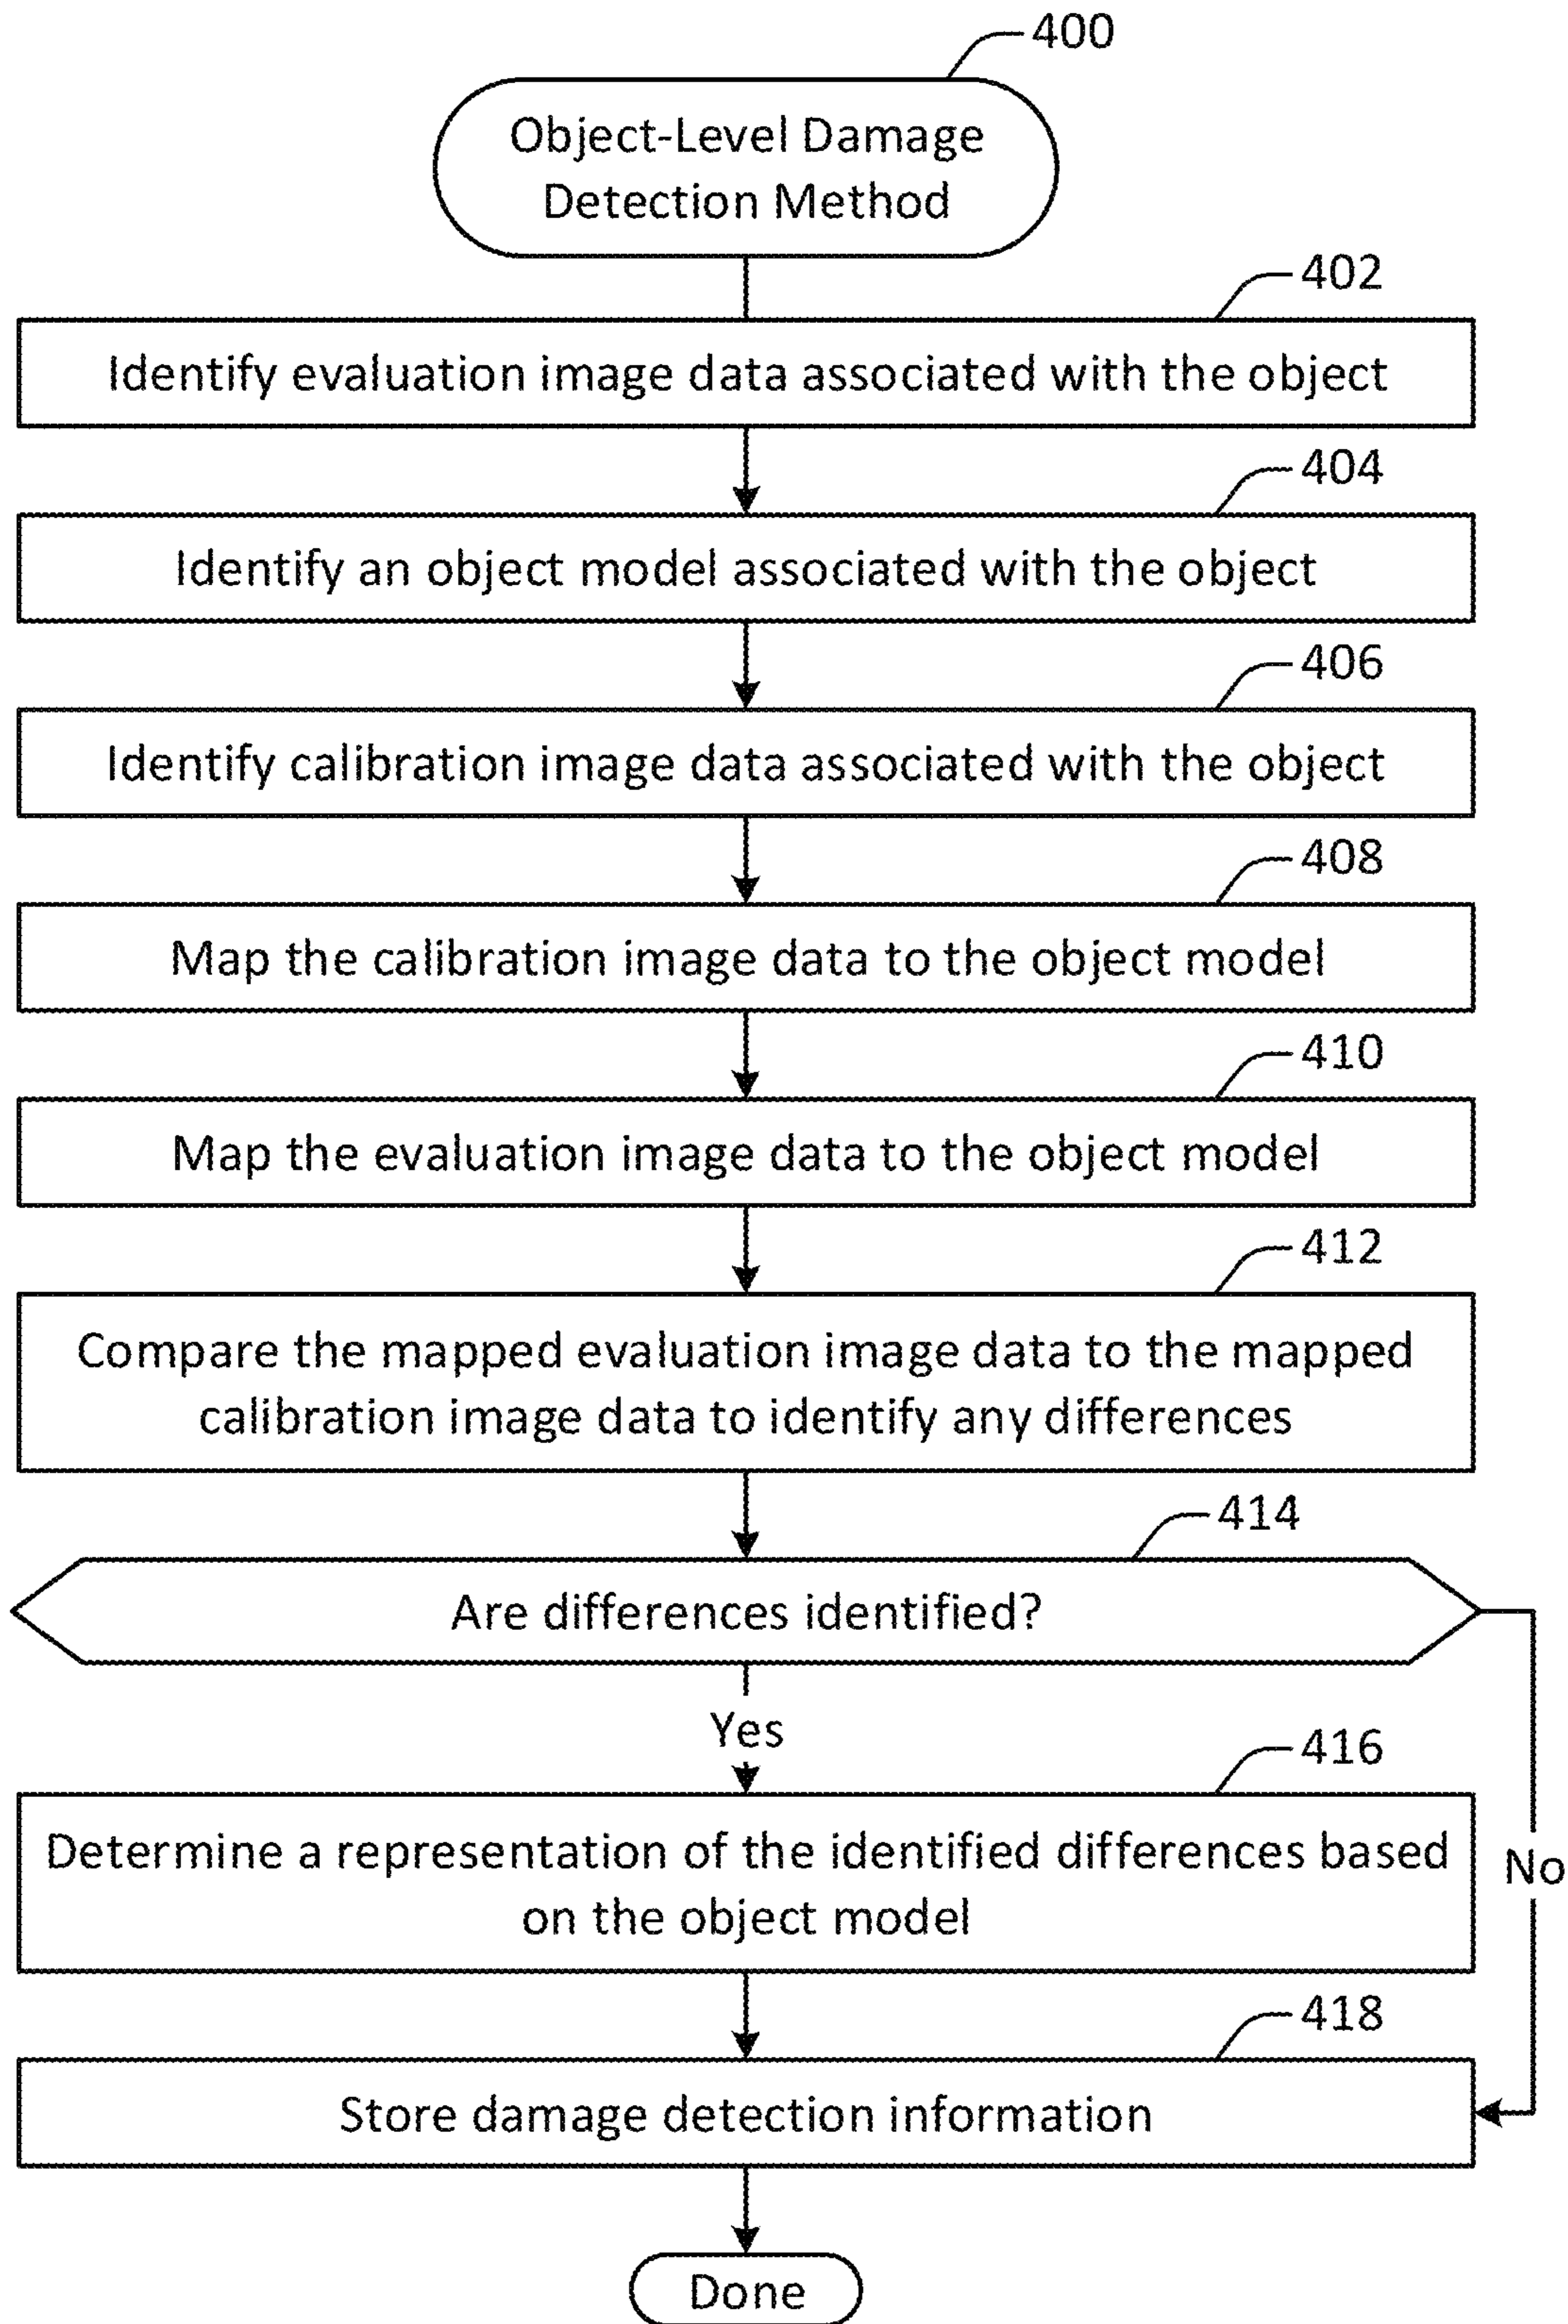 400
Object-Level Damage
Detection Method
402
Identify evaluation image data associated with the object
404
Identify an object model associated with the object
406
Identify calibration image data associated with the object
408
Map the calibration image data to the object model
410
Map the evaluation image data to the object model
412
Compare the mapped evaluation image data to the mapped
calibration image data to identify any differences
414
Are differences identified?
Yes
416
Determine a representation of the identified differences based
on the object model
No
418
Store damage detection information
Done